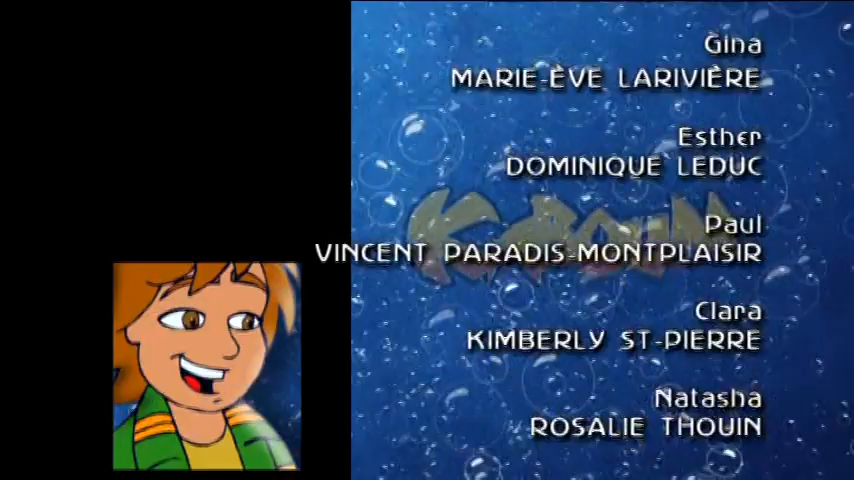 Gina
MARIE-ÈVE LARIVIÈRE
Esther
DOMINIQUE LEDUC
Paul
VINCENT PARADIS-MONTPLAISIR
Clara
KIMBERLY ST-PIERRE
Natasha
ROSALIE THOUIN